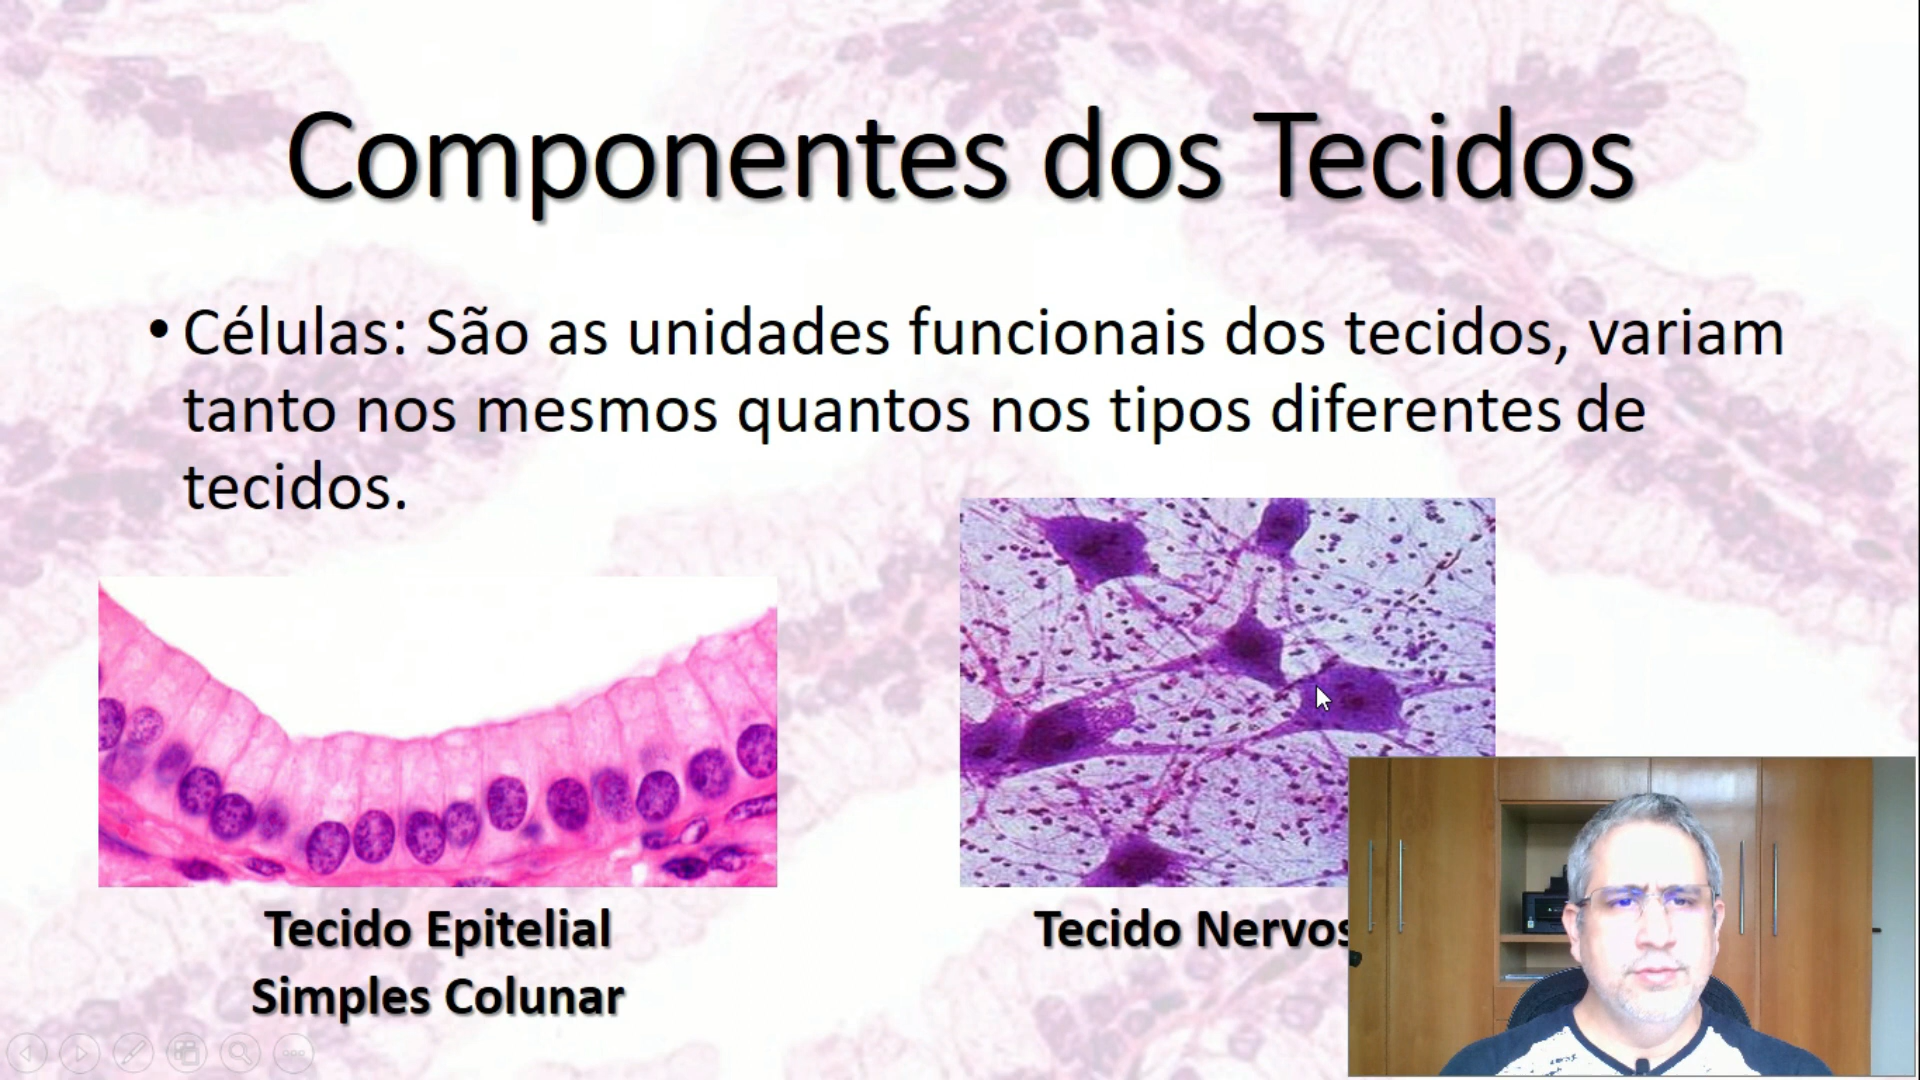 Componentes dos Tecidos
• Células: São as unidades funcionais dos tecidos, variam
tanto nos mesmos quantos nos tipos diferentes de
tecidos.
Tecido Epitelial
Simples Colunar
Tecido Nervos